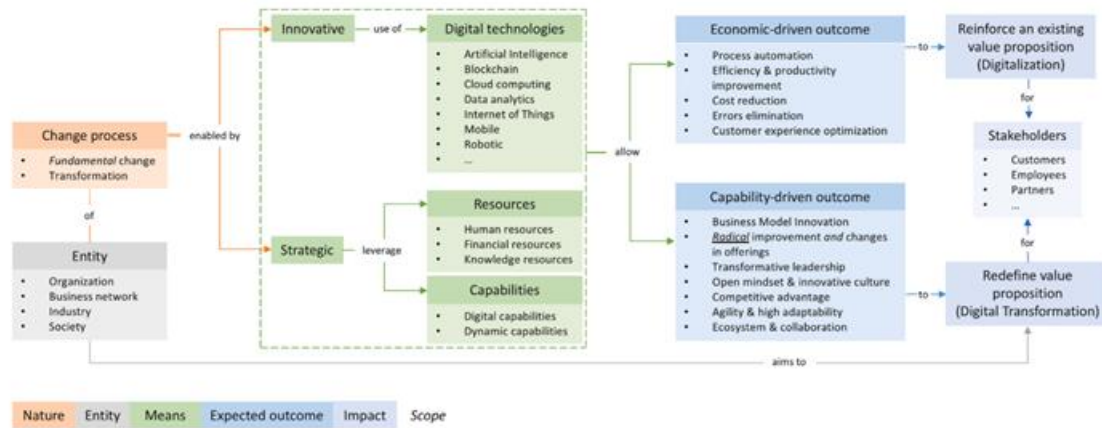 Change process
• Fundamental change
• Transformation
of
Entity
• Organization
• Business network
• Industry
• Society
enabled by
Innovative
use of
Digital technologies
• Artificial Intelligence
• Blockchain
• Cloud computing
• Data analytics
• Internet of Things
• Mobile
• Robotic
• ...
Strategic
leverage
Resources
• Human resources
• Financial resources
• Knowledge resources
Capabilities
• Digital capabilities
• Dynamic capabilities
allow
Economic-driven outcome
• Process automation
• Efficiency & productivity
improvement
• Cost reduction
• Errors elimination
• Customer experience optimization
to
Reinforce an existing
value proposition
(Digitalization)
for
Stakeholders
• Customers
• Employees
• Partners
• ...
for
Capability-driven outcome
• Business Model Innovation
• Radical improvement and changes
in offerings
• Transformative leadership
• Open mindset & innovative culture
• Competitive advantage
• Agility & high adaptability
• Ecosystem & collaboration
to
Redefine value
proposition
(Digital Transformation)
aims to
Nature Entity Means Expected outcome Impact Scope